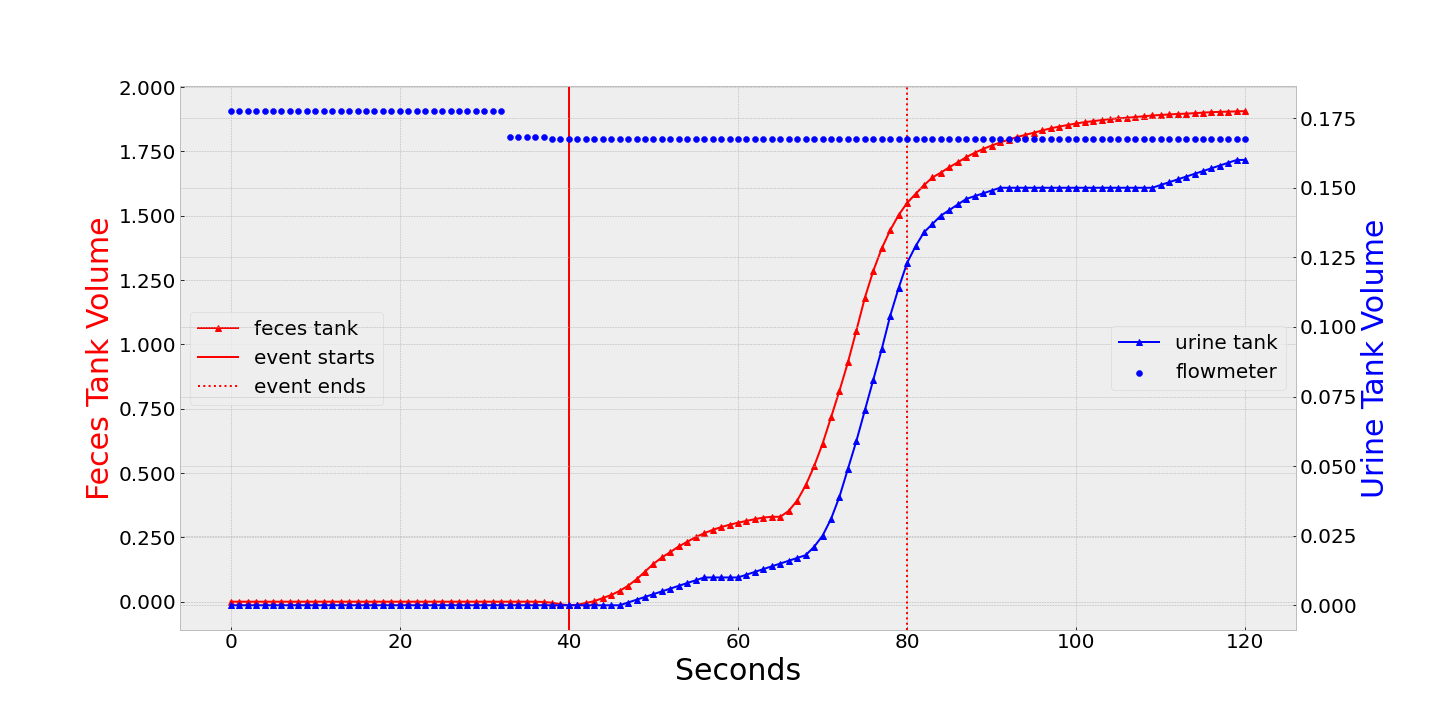 2.000
1.750
1.500
1.250
1.000
0.750
0.500
0.250
0.000
Feces Tank Volume
feces tank
event starts
event ends
0.175
0.150
0.125
0.100
0.075
0.050
0.025
0.000
Urine Tank Volume
urine tank
flowmeter
0 20 40 60 80 100 120
Seconds